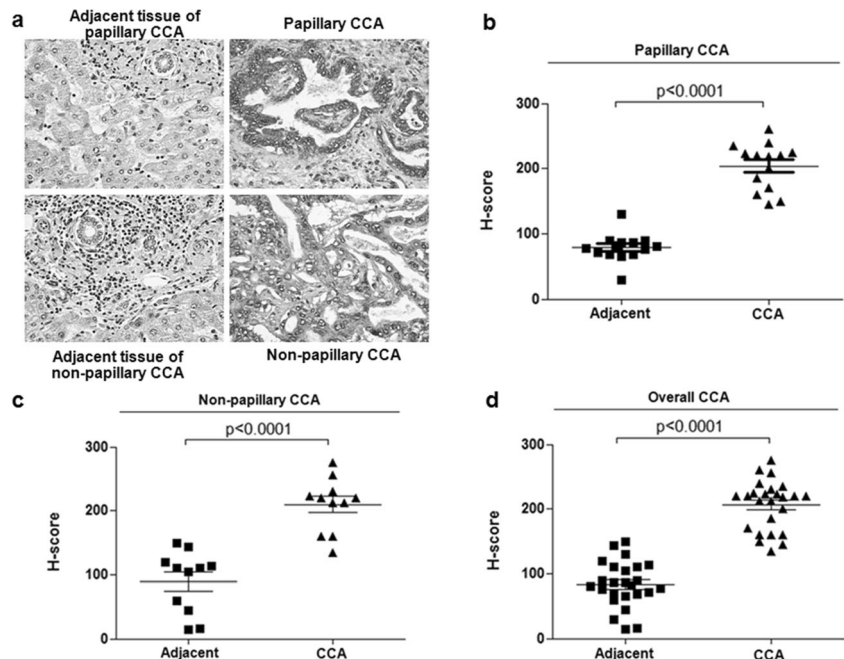 a
Adjacent tissue of
papillary CCA
Papillary CCA
Adjacent tissue of
non-papillary CCA
Non-papillary CCA
b
Papillary CCA
p<0.0001
300
200
100
0
H-score
Adjacent
CCA
c
Non-papillary CCA
p<0.0001
300
200
100
0
H-score
Adjacent
CCA
d
Overall CCA
p<0.0001
300
200
100
0
H-score
Adjacent
CCA